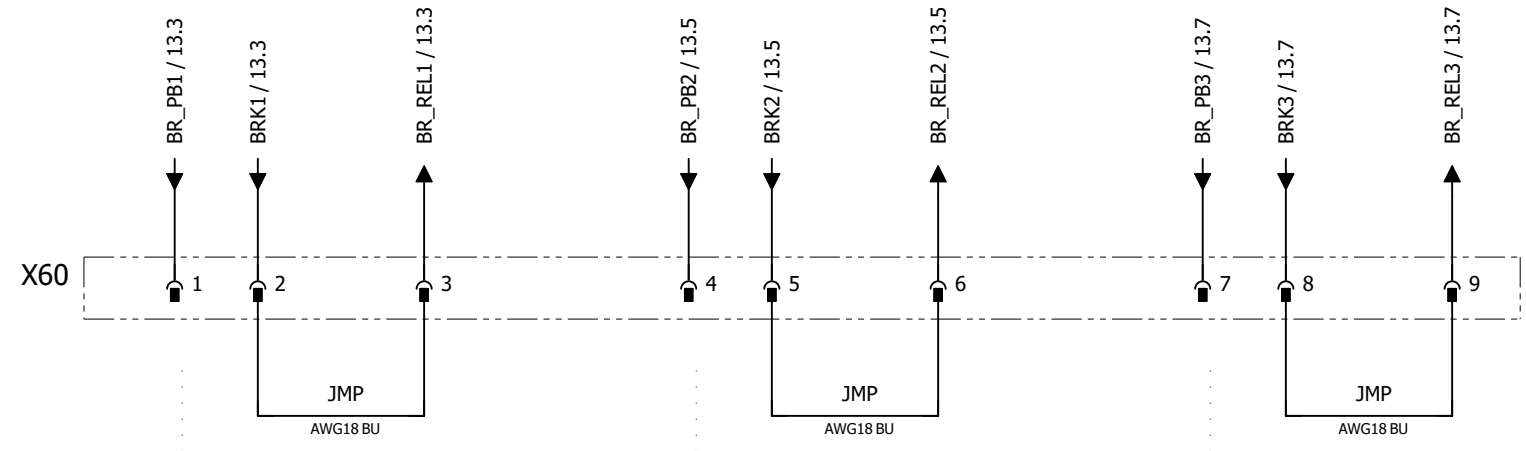 BR_PB1 / 13.3
BRK1 / 13.3
BR_REL1 / 13.3
BR_PB2 / 13.5
BRK2 / 13.5
BR_REL2 / 13.5
BR_PB3 / 13.7
BRK3 / 13.7
BR_REL3 / 13.7
X60
1
2
3
4
5
6
7
8
9
JMP
JMP
JMP
AWG18 BU
AWG18 BU
AWG18 BU